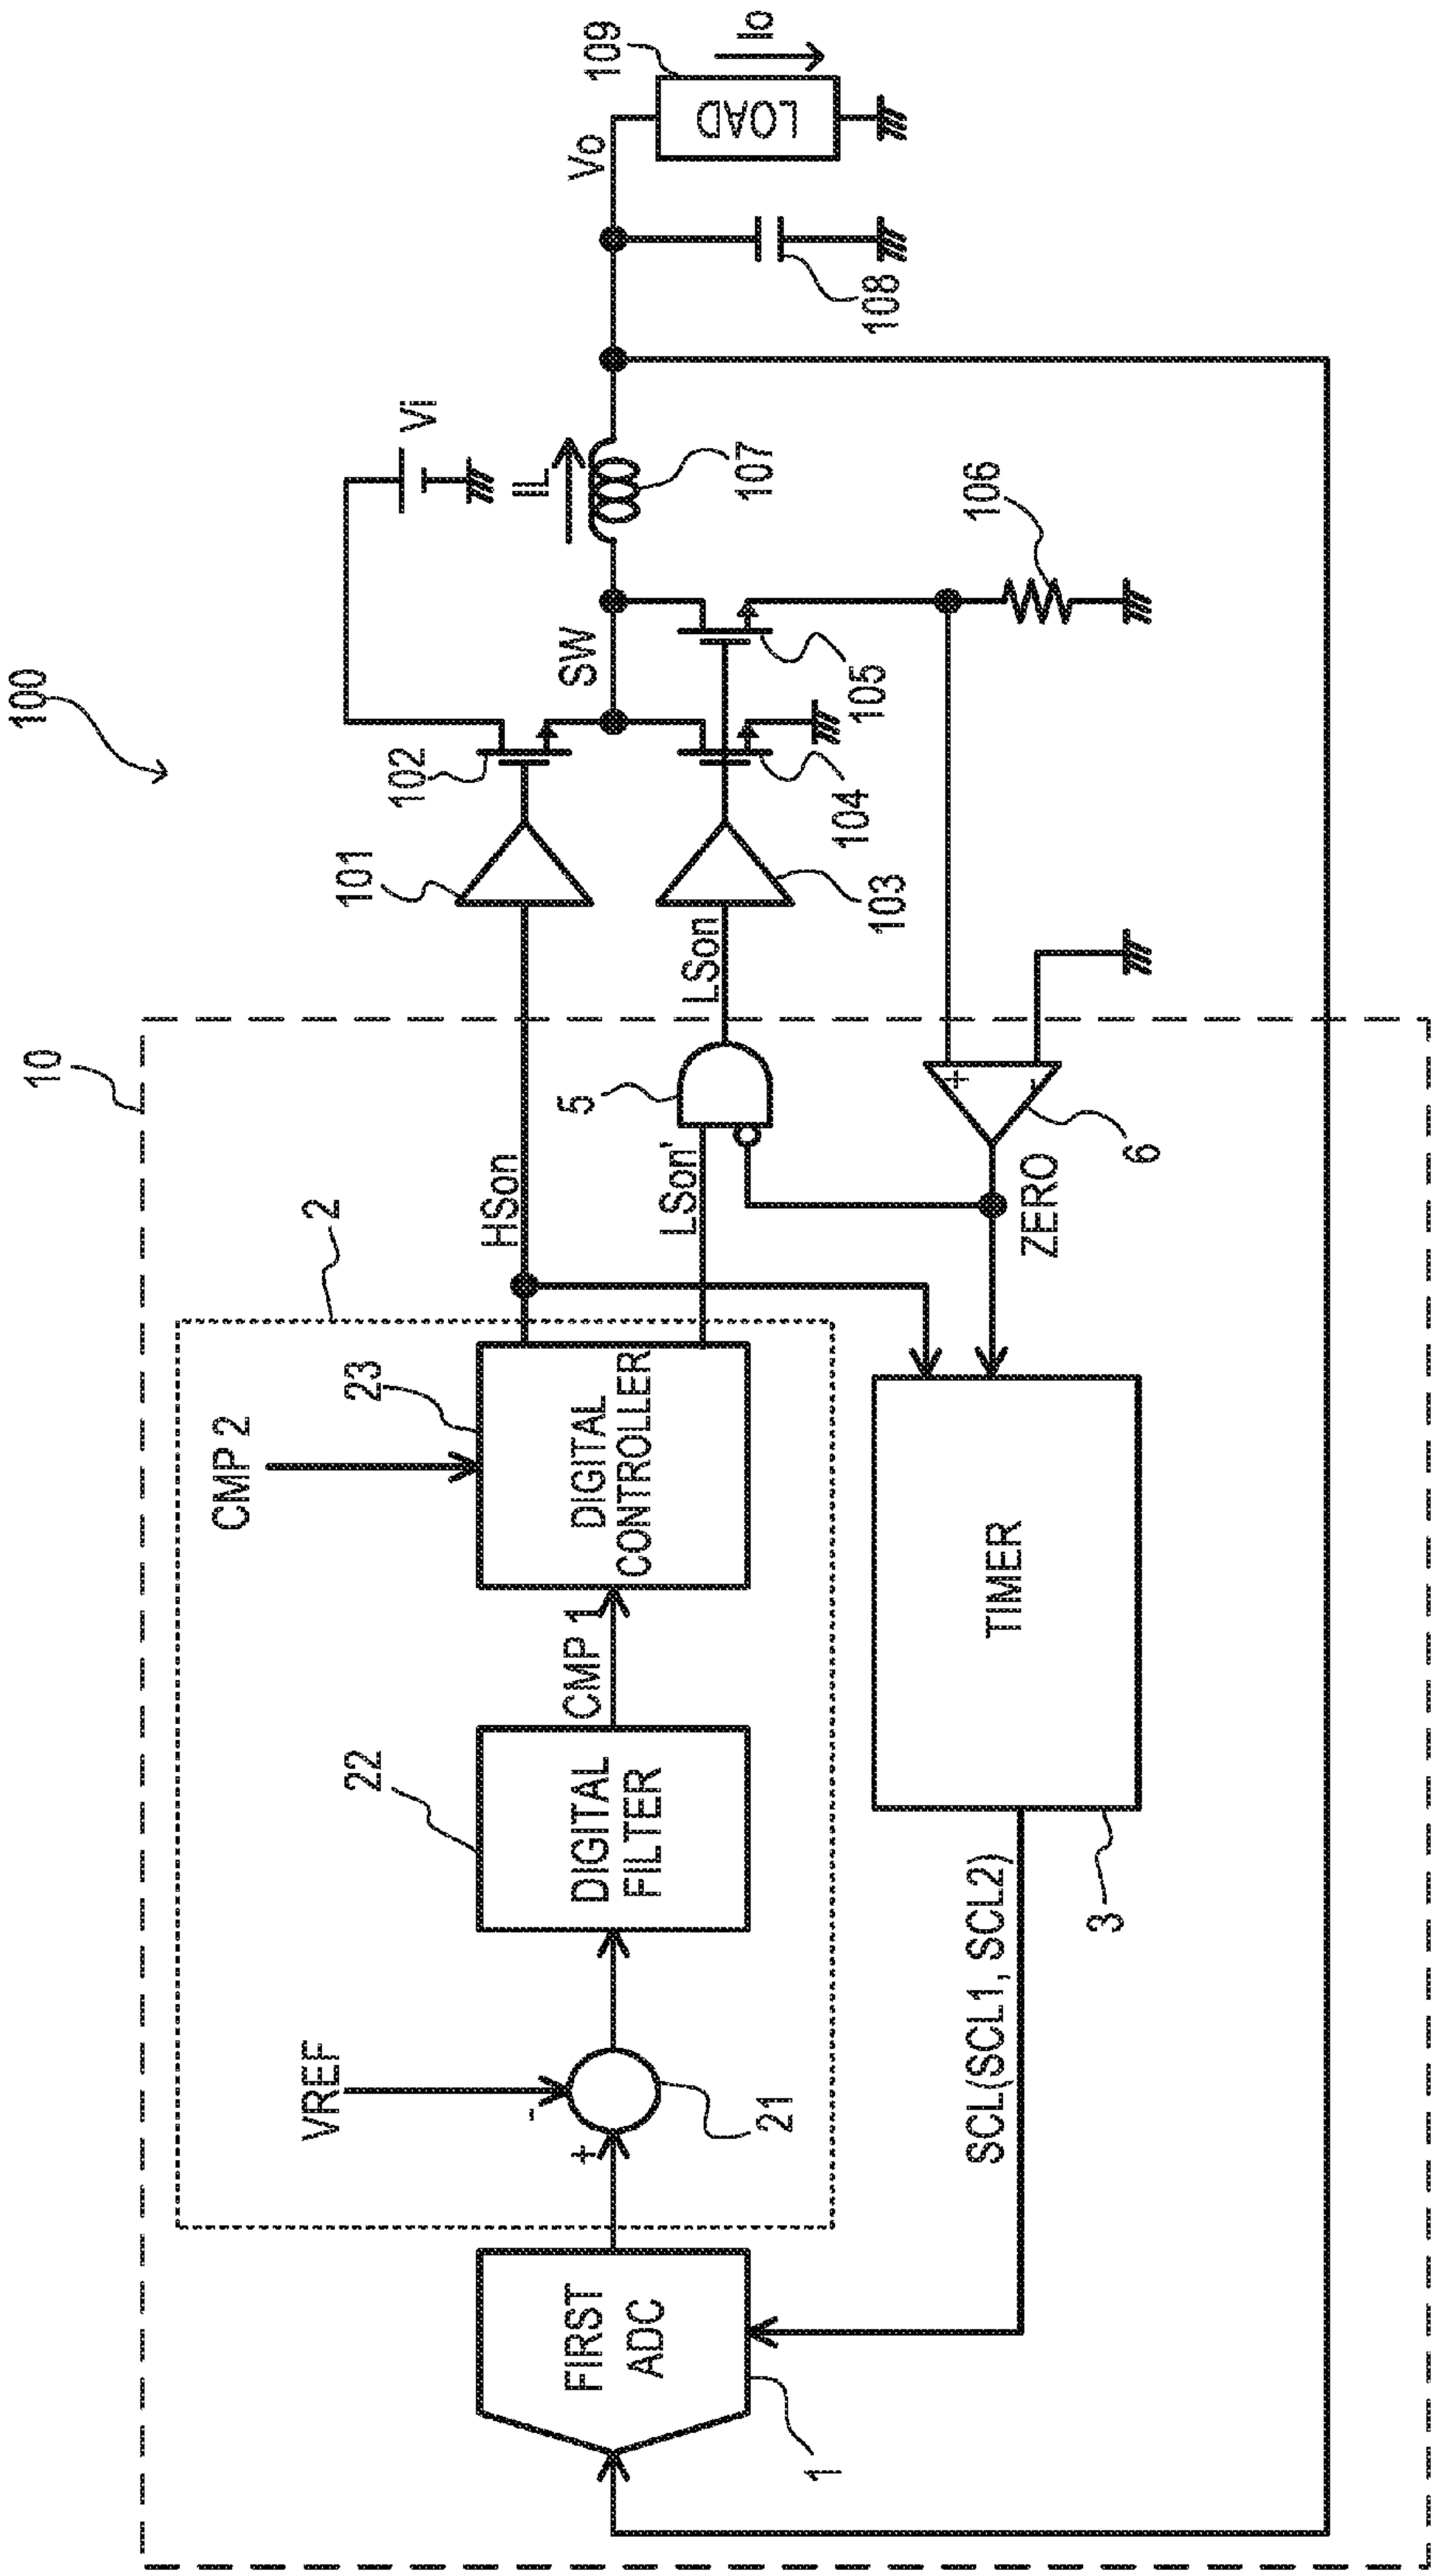 100
10
2
VREF
CMP 2
22
23
101
102
VI
FIRST
ADC
+
-
21
DIGITAL
FILTER
CMP 1
DIGITAL
CONTROLLER
HSon
LSon'
5
LSon
103
104
105
SW
IL
107
Vo
108
109
LOAD
Io
1
SCL(SCL1, SCL2)
3
TIMER
ZERO
6
+
-
106